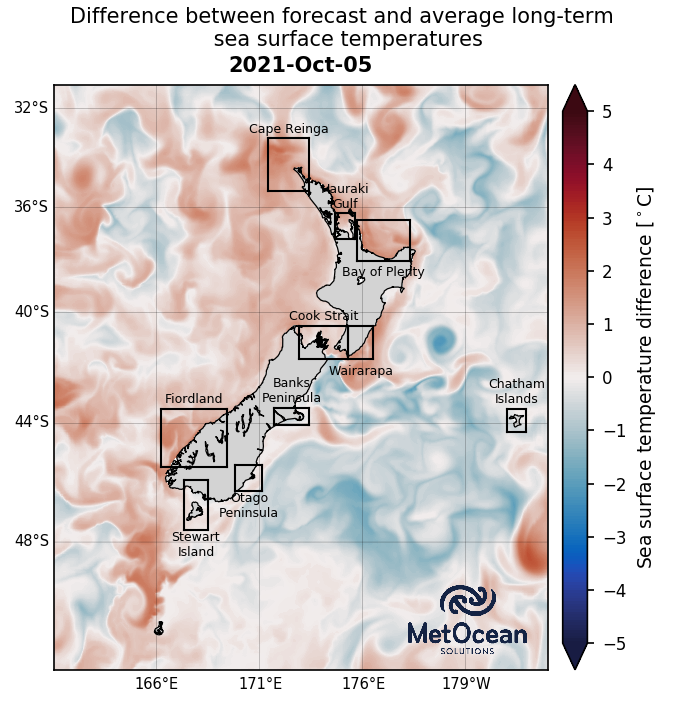 Difference between forecast and average long-term
sea surface temperatures
2021-Oct-05
32°S
36°S
40°S
44°S
48°S
166°E
171°E
176°E
179°W
Cape Reinga
Hauraki
Gulf
Bay of Plenty
Cook Strait
Wairarapa
Banks
Peninsula
Fiordland
Chatham
Islands
Otago
Peninsula
Stewart
Island
MetOcean
SOLUTIONS
5
4
3
2
1
0
−1
−2
−3
−4
−5
Sea surface temperature difference [°C]